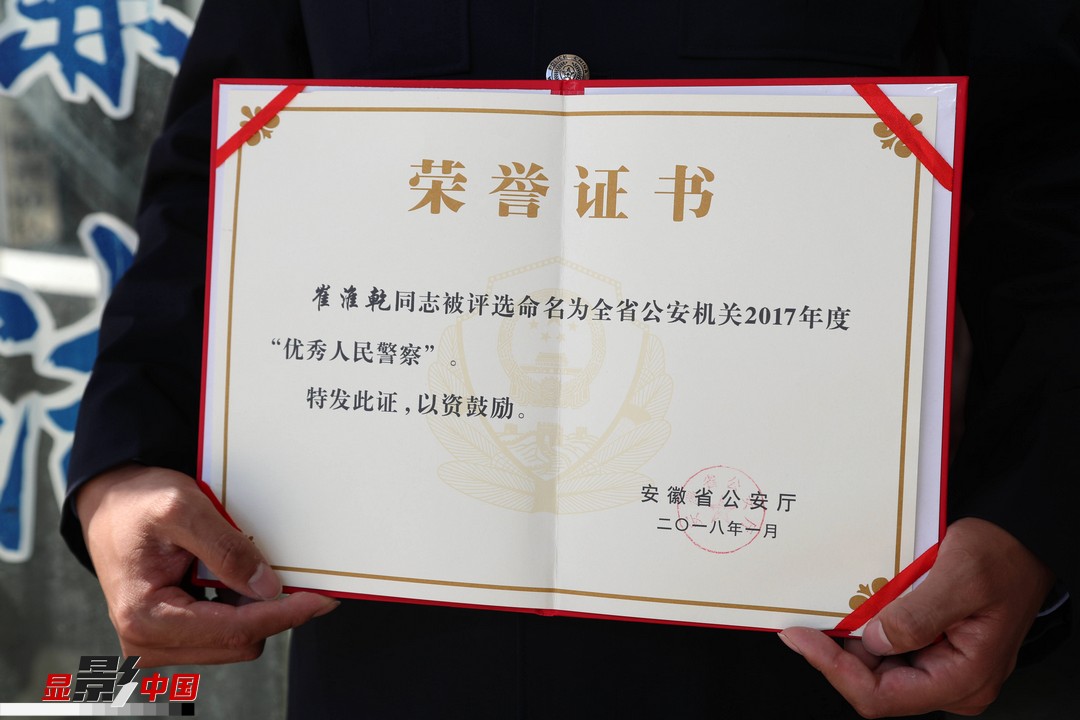 荣誉证书
崔淮乾同志被评选命名为全省公安机关2017年度
“优秀人民警察”。
特发此证,以资鼓励。
安徽省公安厅
二〇一八年一月
显影中国